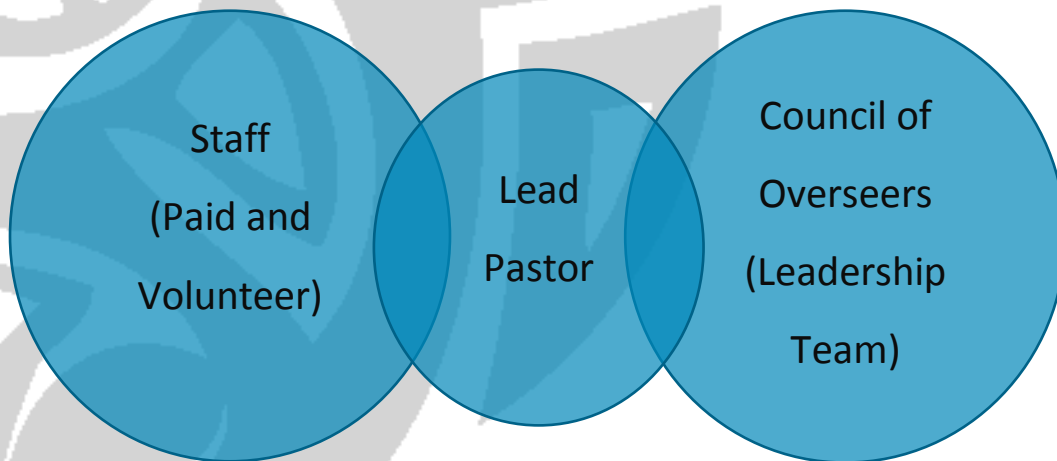 Staff
(Paid and
Volunteer)
Lead
Pastor
Council of
Overseers
(Leadership
Team)